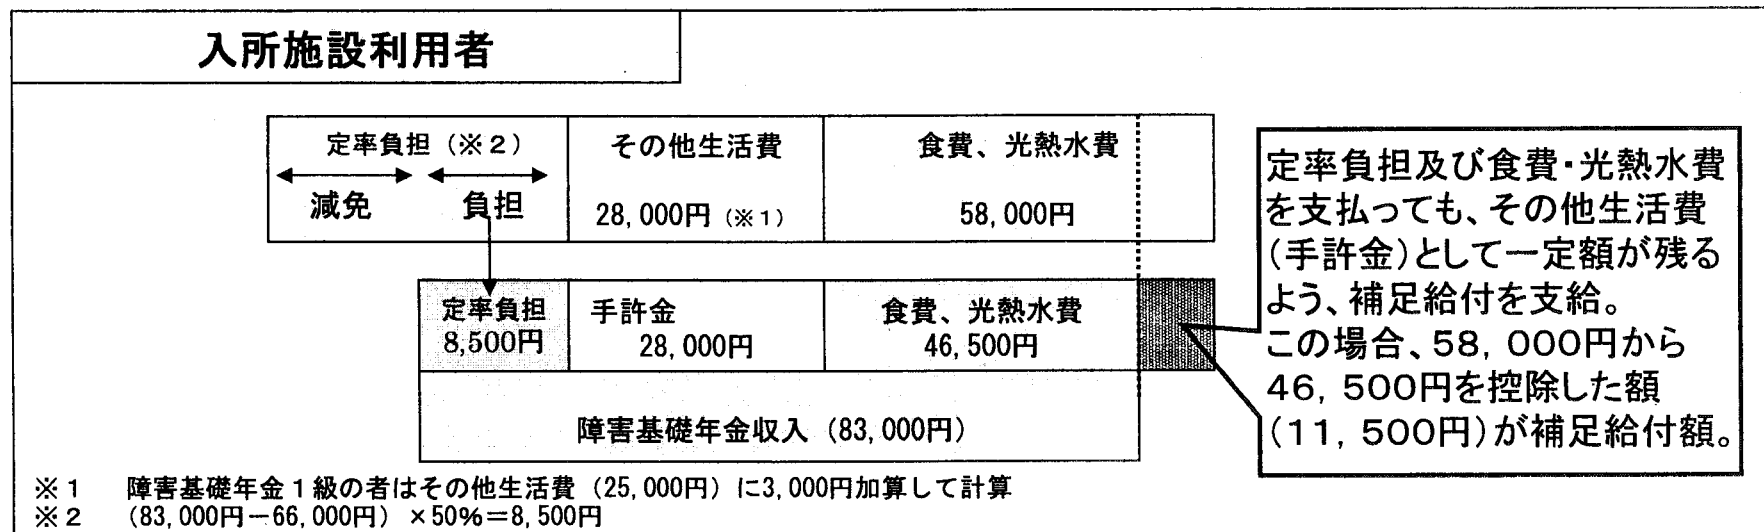 入所施設利用者
定率負担（※２）
減免　負担
その他生活費
28,000円（※１）
食費、光熱水費
58,000円
定率負担
8,500円
手許金
28,000円
食費、光熱水費
46,500円
障害基礎年金収入（83,000円）
定率負担及び食費・光熱水費
を支払っても、その他生活費
（手許金）として一定額が残る
よう、補足給付を支給。
この場合、58，000円から
46，500円を控除した額
（11，500円）が補足給付額。
※１　障害基礎年金１級の者はその他生活費（25,000円）に3,000円加算して計算
※２　（83,000円－66,000円）×50％＝8,500円